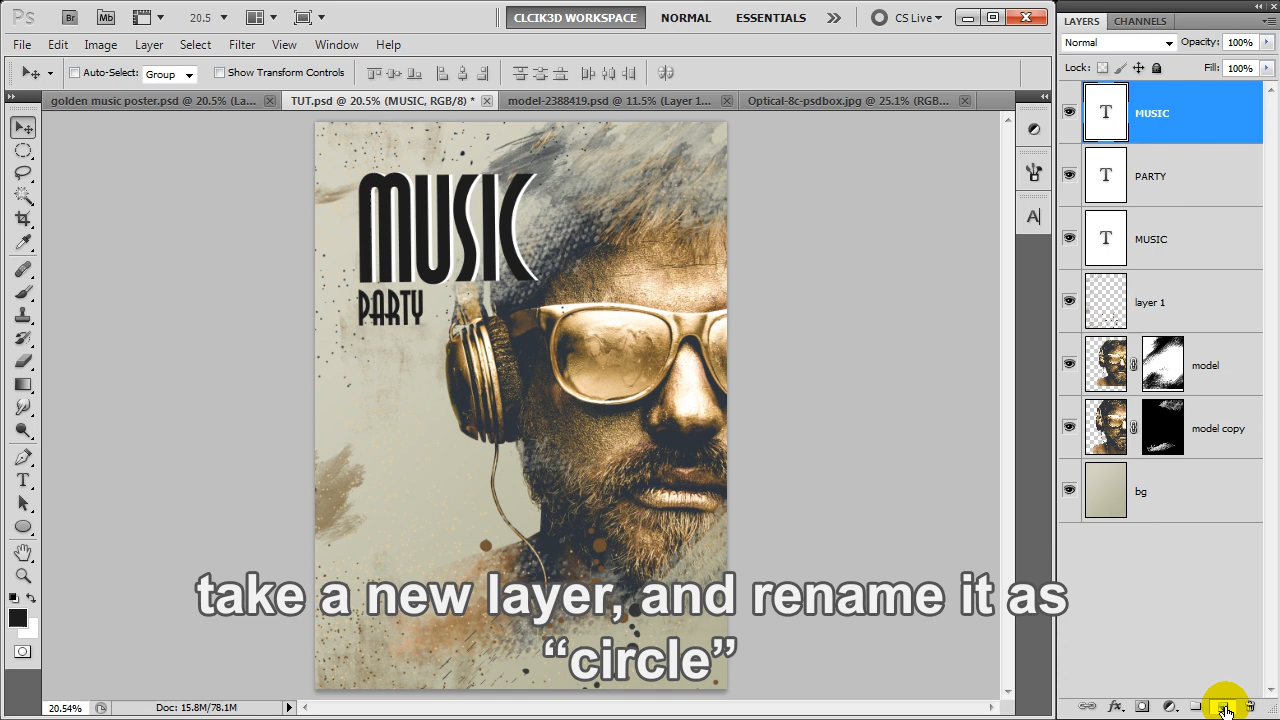 Ps Br Mb 20.5 CLCIK3D WORKSPACE NORMAL ESSENTIALS CS Live
File Edit Image Layer Select Filter View Window Help
Auto-Select: Group Show Transform Controls
golden music poster.psd @ 20.5% (La... TUT.psd @ 20.5% (MUSIC, RGB/8) * model-2388419.psd @ 11.5% (Layer 1... Optical-8c-psdbox.jpg @ 25.1% (RGB...
MUSIC
PARTY
take a new layer, and rename it as
“circle”
20.54% Doc: 15.8M/78.1M
LAYERS CHANNELS
Normal Opacity: 100%
Lock: Fill: 100%
T MUSIC
T PARTY
T MUSIC
layer 1
model
model copy
bg
fx